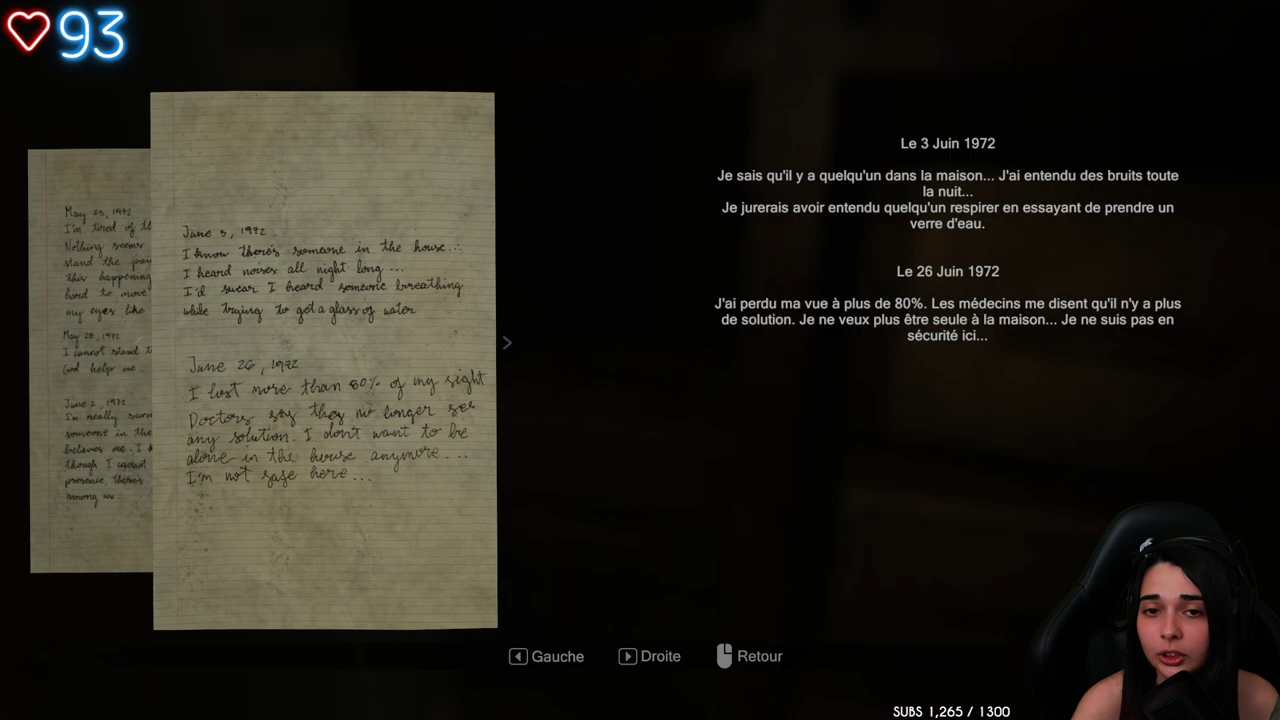 93
May 23, 1972
I'm tired of th
Nothing seems
stand the pain
this happening
hard to move
my eyes like
May 28, 1972
I cannot stand t
God help me.
June 2, 1972
I'm really scare
someone in the
believes me. I
though I cannot
presence, theres
among us.
June 3, 1972
I know there's someone in the house...
I heard noises all night long ...
I'd swear I heard someone breathing
while trying to get a glass of water
June 26, 1972
I lost more than 80% of my sight
Doctors say they no longer see
any solution. I don't want to be
alone in the house anymore ...
I'm not safe here ...
Le 3 Juin 1972
Je sais qu'il y a quelqu'un dans la maison... J'ai entendu des bruits toute
la nuit...
Je jurerais avoir entendu quelqu'un respirer en essayant de prendre un
verre d'eau.
Le 26 Juin 1972
J'ai perdu ma vue à plus de 80%. Les médecins me disent qu'il n'y a plus
de solution. Je ne veux plus être seule à la maison... Je ne suis pas en
sécurité ici...
Gauche
Droite
Retour
SUBS 1,265 / 1300